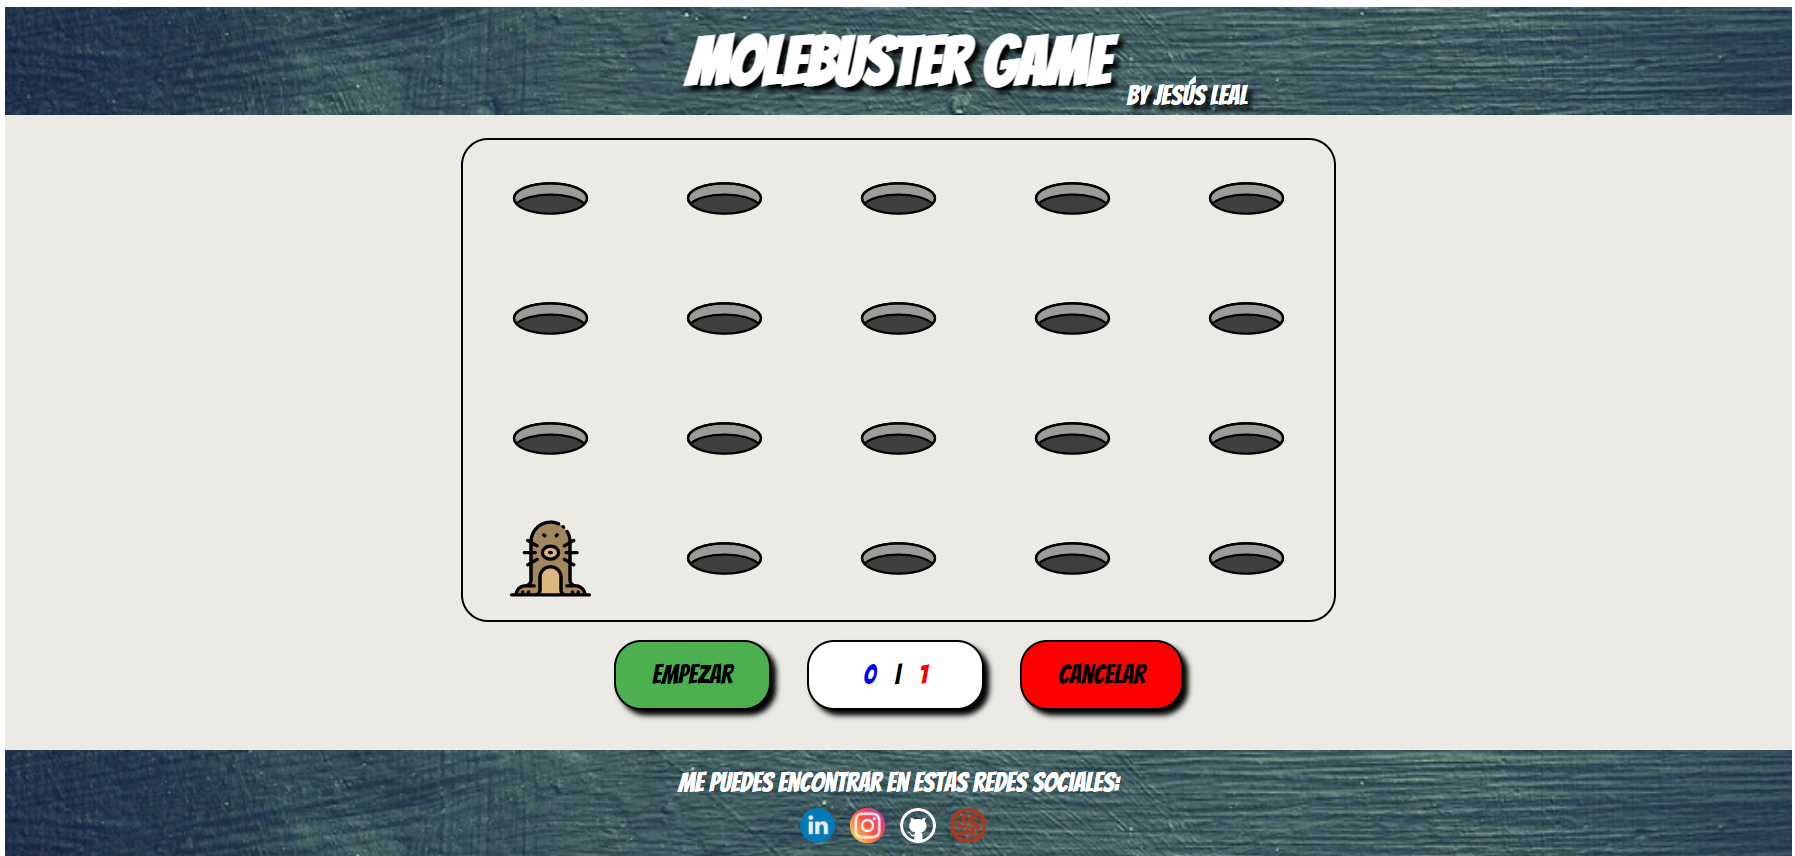 MOLEBUSTER GAME
BY JESÚS LEAL
EMPEZAR
0 / 1
CANCELAR
ME PUEDES ENCONTRAR EN ESTAS REDES SOCIALES:
in